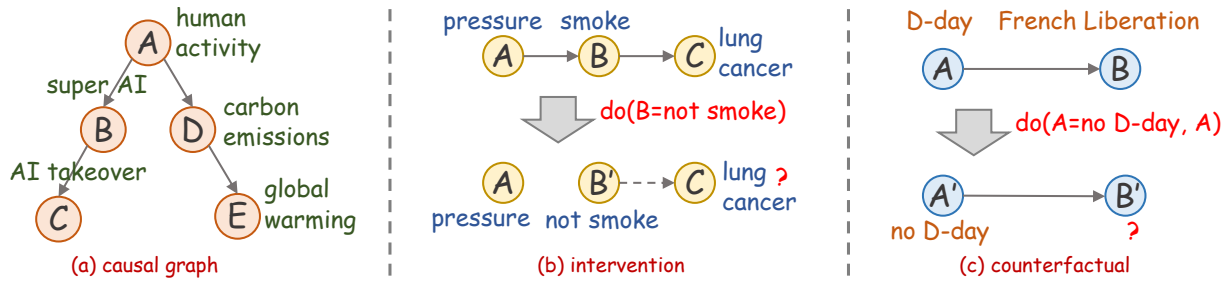 A
human
activity
super AI
B
D
carbon
emissions
AI takeover
C
E
global
warming
(a) causal graph
pressure smoke
A
B
C
lung
cancer
do(B=not smoke)
A
B'
C
lung ?
cancer
pressure not smoke
(b) intervention
D-day French Liberation
A
B
do(A=no D-day, A)
A'
B'
no D-day
?
(c) counterfactual